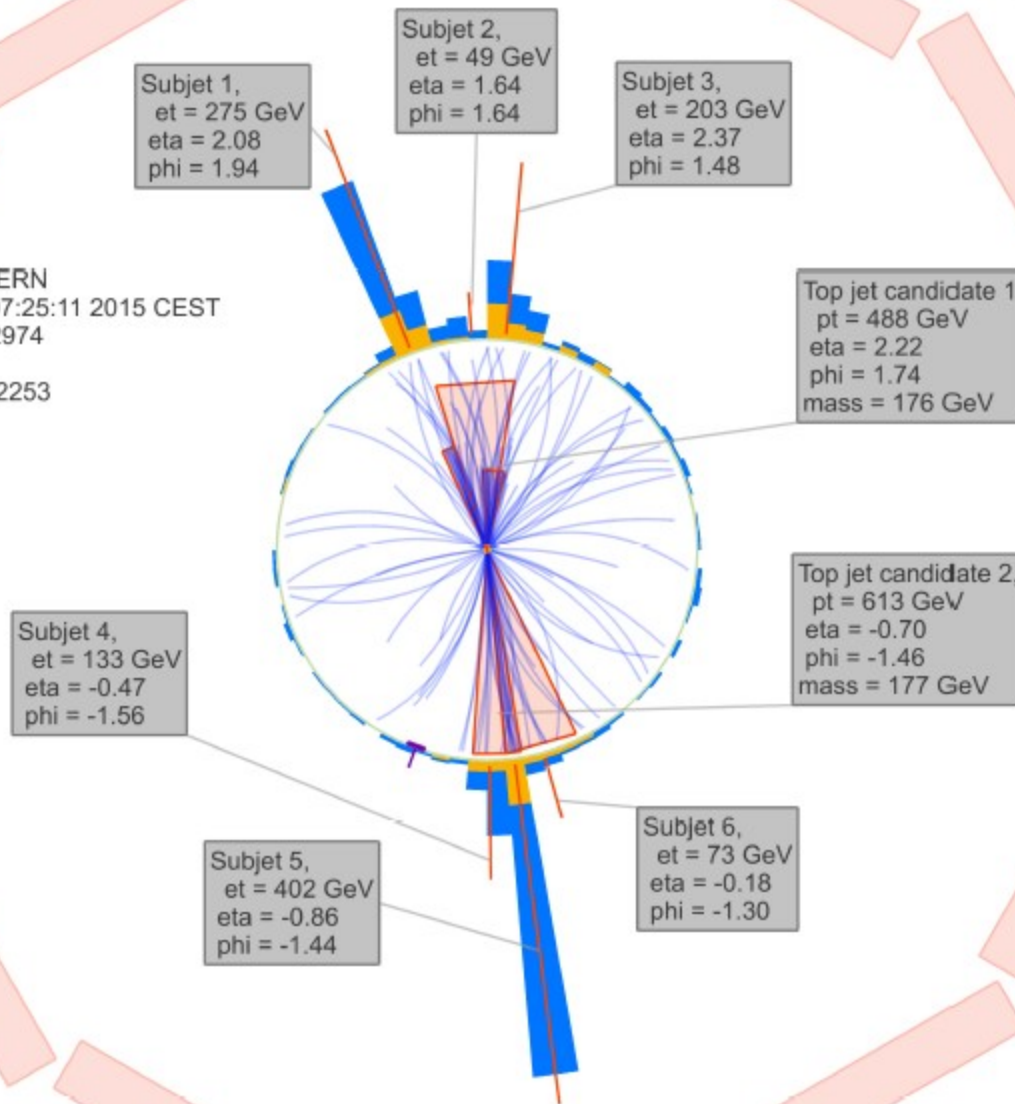 Subjet 1,
et = 275 GeV
eta = 2.08
phi = 1.94
Subjet 2,
et = 49 GeV
eta = 1.64
phi = 1.64
Subjet 3,
et = 203 GeV
eta = 2.37
phi = 1.48
ERN
07:25:11 2015 CEST
2974
2253
Top jet candidate 1
pt = 488 GeV
eta = 2.22
phi = 1.74
mass = 176 GeV
Top jet candidate 2,
pt = 613 GeV
eta = -0.70
phi = -1.46
mass = 177 GeV
Subjet 4,
et = 133 GeV
eta = -0.47
phi = -1.56
Subjet 5,
et = 402 GeV
eta = -0.86
phi = -1.44
Subjet 6,
et = 73 GeV
eta = -0.18
phi = -1.30